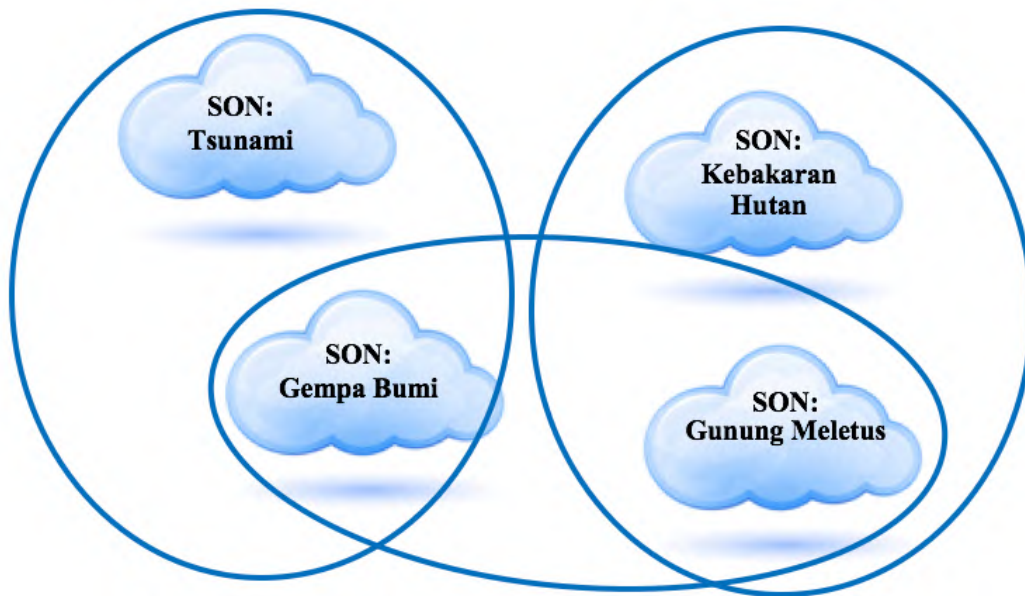 SON:
Tsunami
SON:
Kebakaran
Hutan
SON:
Gempa Bumi
SON:
Gunung Meletus